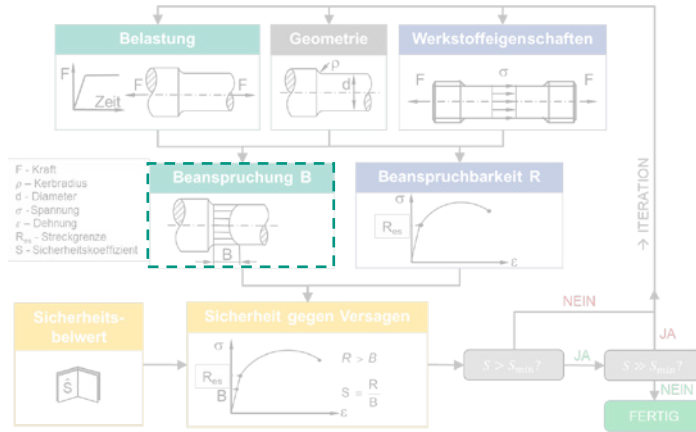 Belastung
Geometrie
Werkstoffeigenschaften
F
Zeit
F
F
ρ
d
F
σ
F
F - Kraft
ρ – Kerbradius
d - Diameter
σ - Spannung
ε – Dehnung
Res - Streckgrenze
S - Sicherheitskoeffizient
Beanspruchung B
B
Beanspruchbarkeit R
σ
Res
ε
→ ITERATION
Sicherheits-
beiwert
Ŝ
Sicherheit gegen Versagen
σ
Res
B
ε
R > B
S = R/B
NEIN
S > Smin?
JA
S ≫ Smin?
JA
NEIN
FERTIG